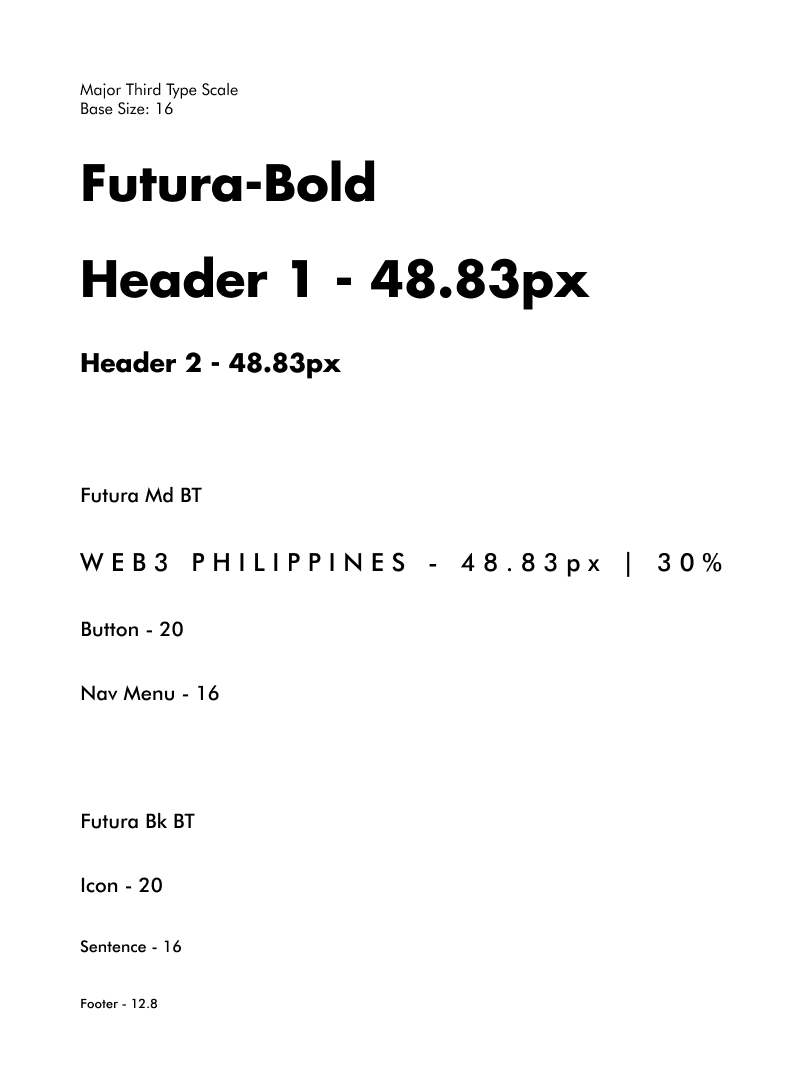 Major Third Type Scale
Base Size: 16
Futura-Bold
Header 1 - 48.83px
Header 2 - 48.83px
Futura Md BT
WEB3 PHILIPPINES - 48.83px | 30%
Button - 20
Nav Menu - 16
Futura Bk BT
Icon - 20
Sentence - 16
Footer - 12.8